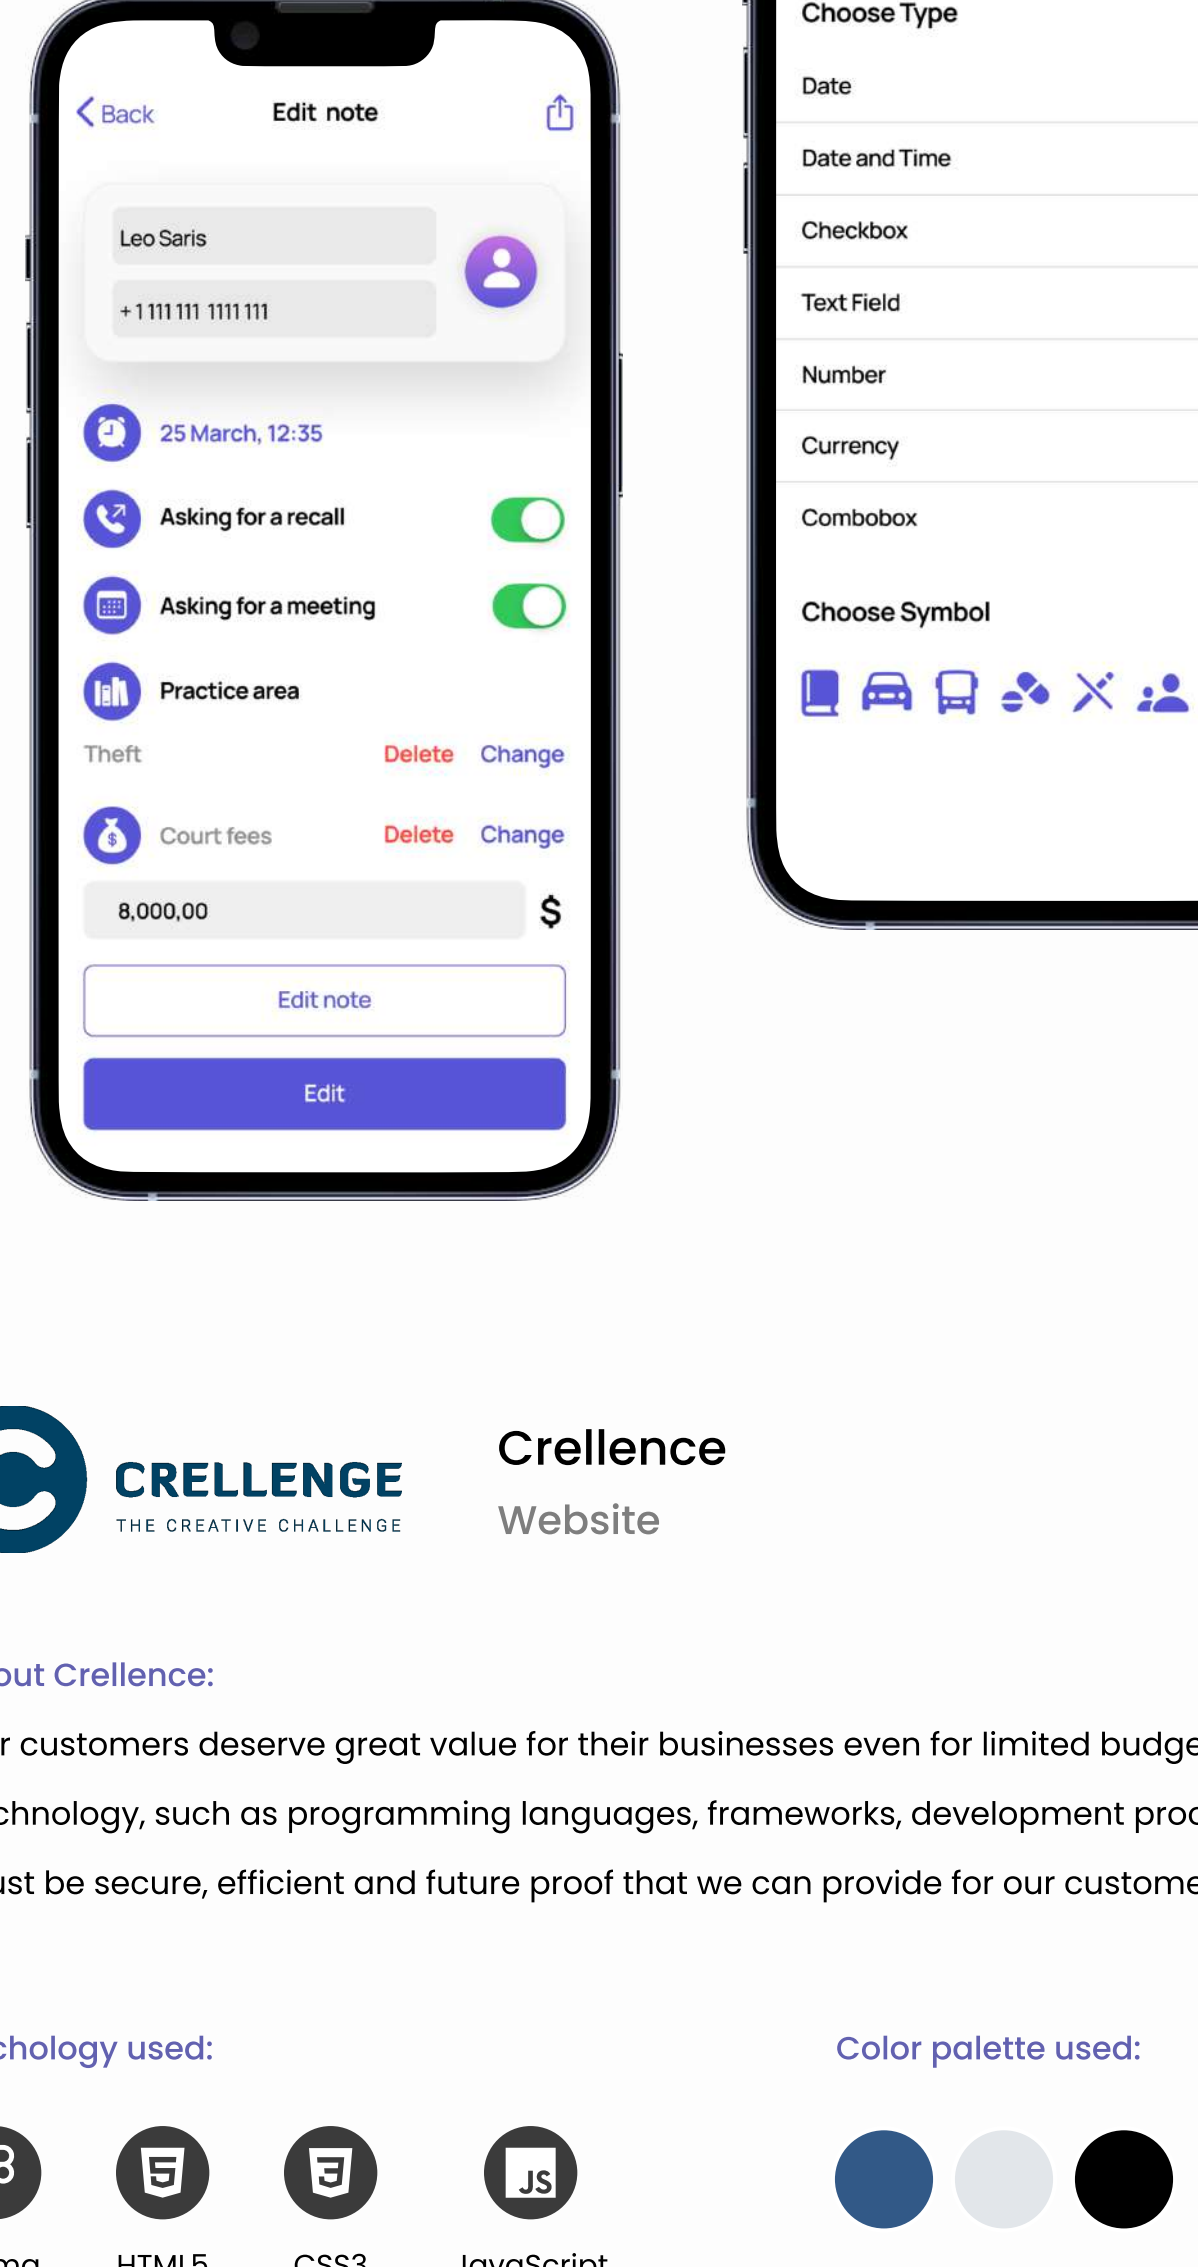 Back
Edit note
Leo Saris
+ 1 111 111 1111 111
25 March, 12:35
Asking for a recall
Asking for a meeting
Practice area
Theft Delete Change
$
Court fees Delete Change
8,000,00 $
Edit note
Edit
Choose Type
Date
Date and Time
Checkbox
Text Field
Number
Currency
Combobox
Choose Symbol
CRELLENGE
THE CREATIVE CHALLENGE
Crellence
Website
out Crellence:
r customers deserve great value for their businesses even for limited budge
chnology, such as programming languages, frameworks, development proc
ust be secure, efficient and future proof that we can provide for our custome
chology used:
Color palette used:
5
3
JS
HTML5
CSS3
JavaScript